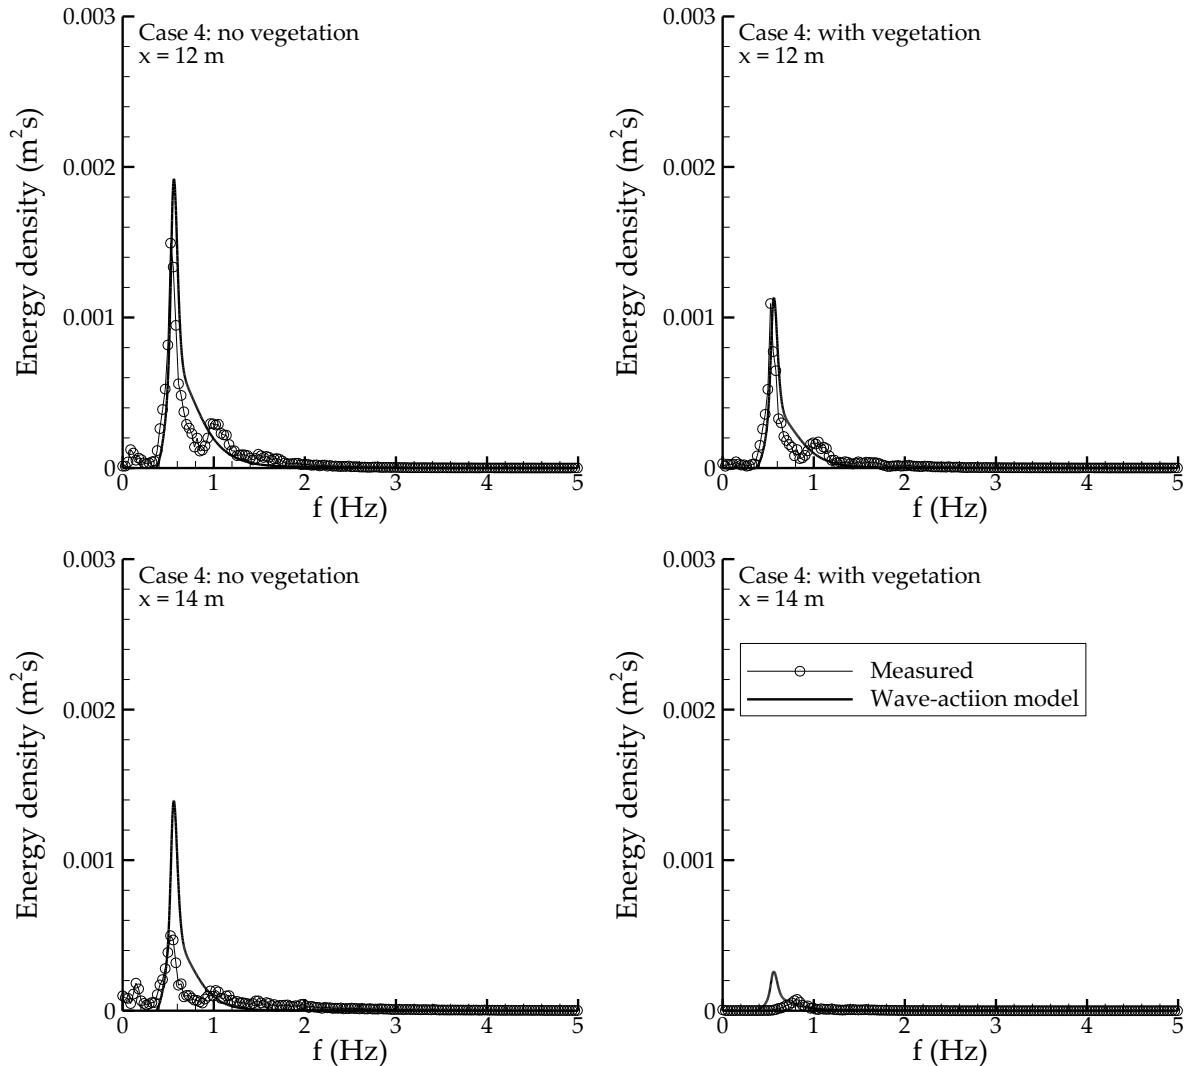 0.003
Case 4: no vegetation
x = 12 m
0.002
0.001
0
Energy density (m²s)
0 1 2 3 4 5
f (Hz)
0.003
Case 4: with vegetation
x = 12 m
0.002
0.001
0
Energy density (m²s)
0 1 2 3 4 5
f (Hz)
0.003
Case 4: no vegetation
x = 14 m
0.002
0.001
0
Energy density (m²s)
0 1 2 3 4 5
f (Hz)
0.003
Case 4: with vegetation
x = 14 m
Measured
Wave-actiion model
0.002
0.001
0
Energy density (m²s)
0 1 2 3 4 5
f (Hz)